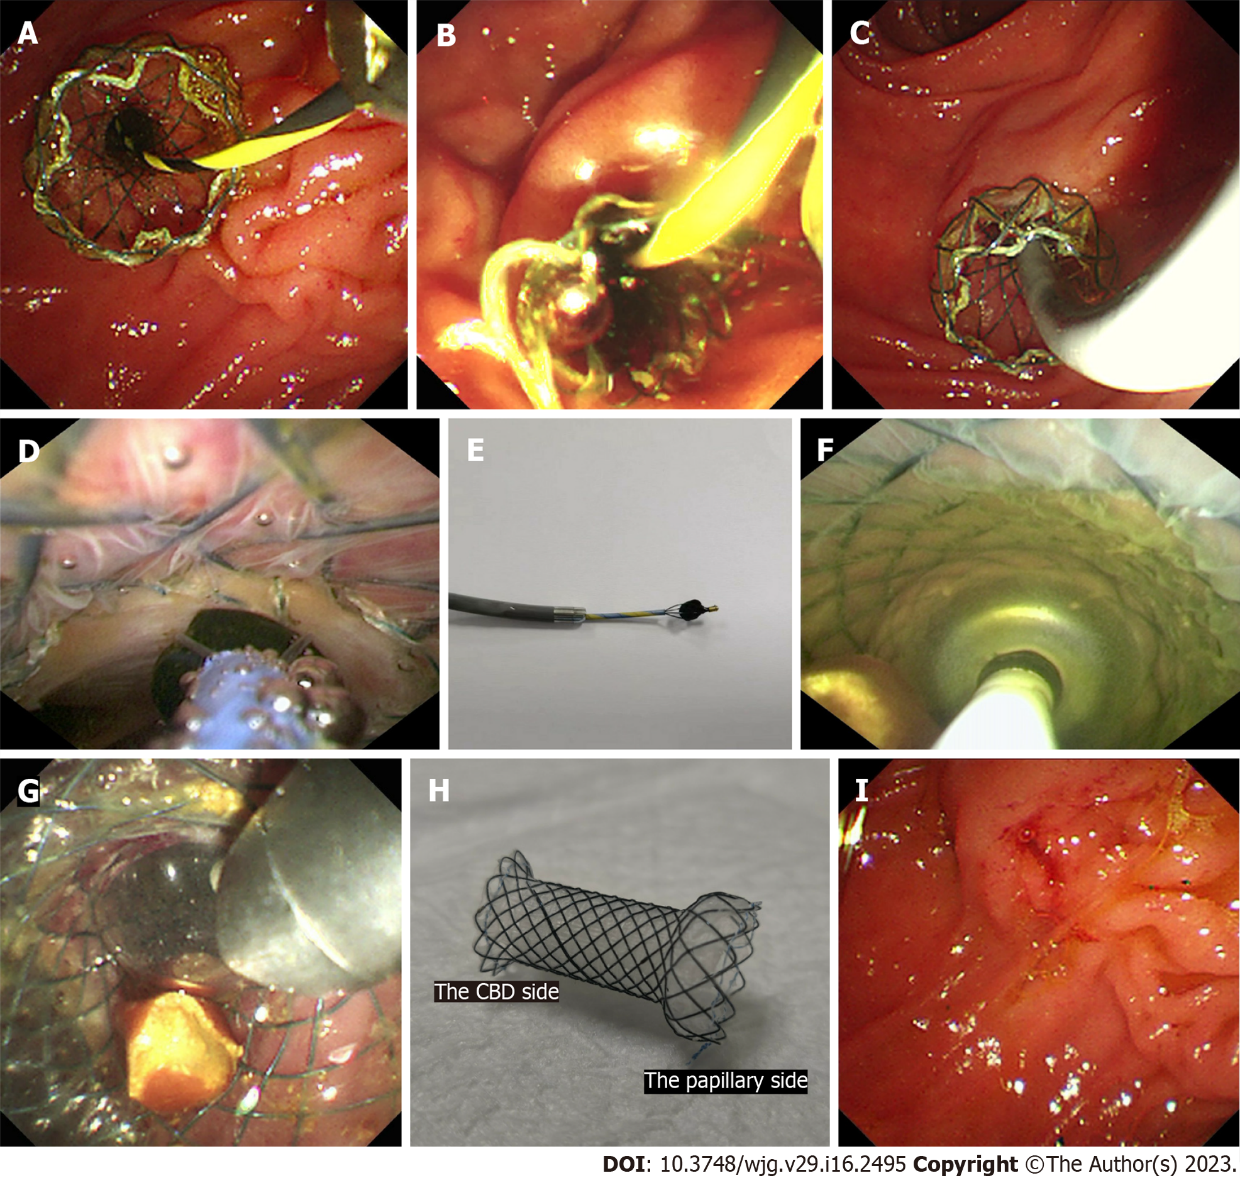 A
B
C
D
E
F
G
H
I
The CBD side
The papillary side
DOI: 10.3748/wjg.v29.i16.2495 Copyright ©The Author(s) 2023.